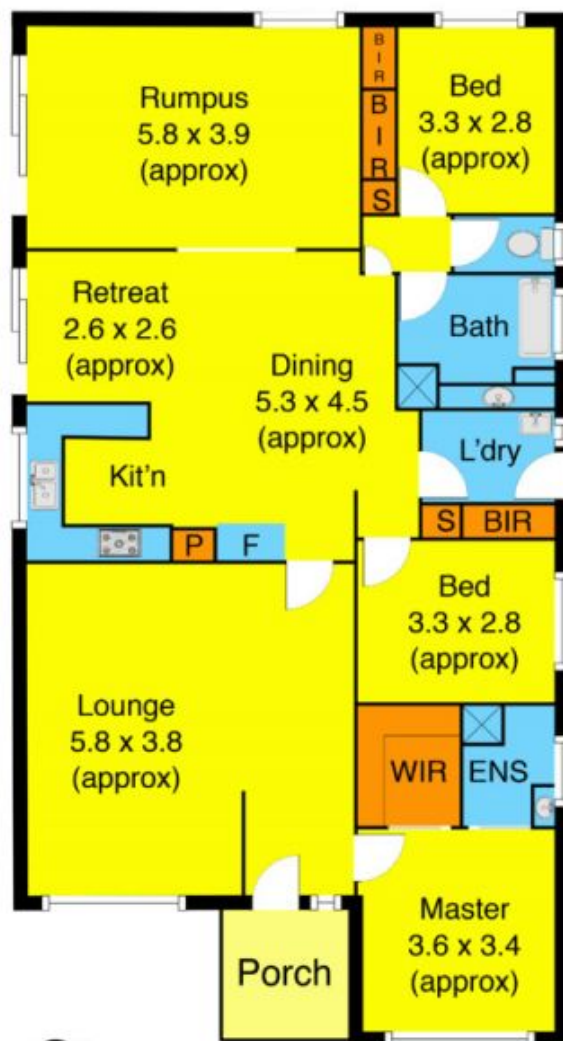 Rumpus
5.8 x 3.9
(approx)
B
I
R
B
I
R
S
Bed
3.3 x 2.8
(approx)
Retreat
2.6 x 2.6
(approx)
Dining
5.3 x 4.5
(approx)
Bath
Kit'n
L'dry
P
F
S
BIR
Bed
3.3 x 2.8
(approx)
Lounge
5.8 x 3.8
(approx)
WIR
ENS
Master
3.6 x 3.4
(approx)
Porch